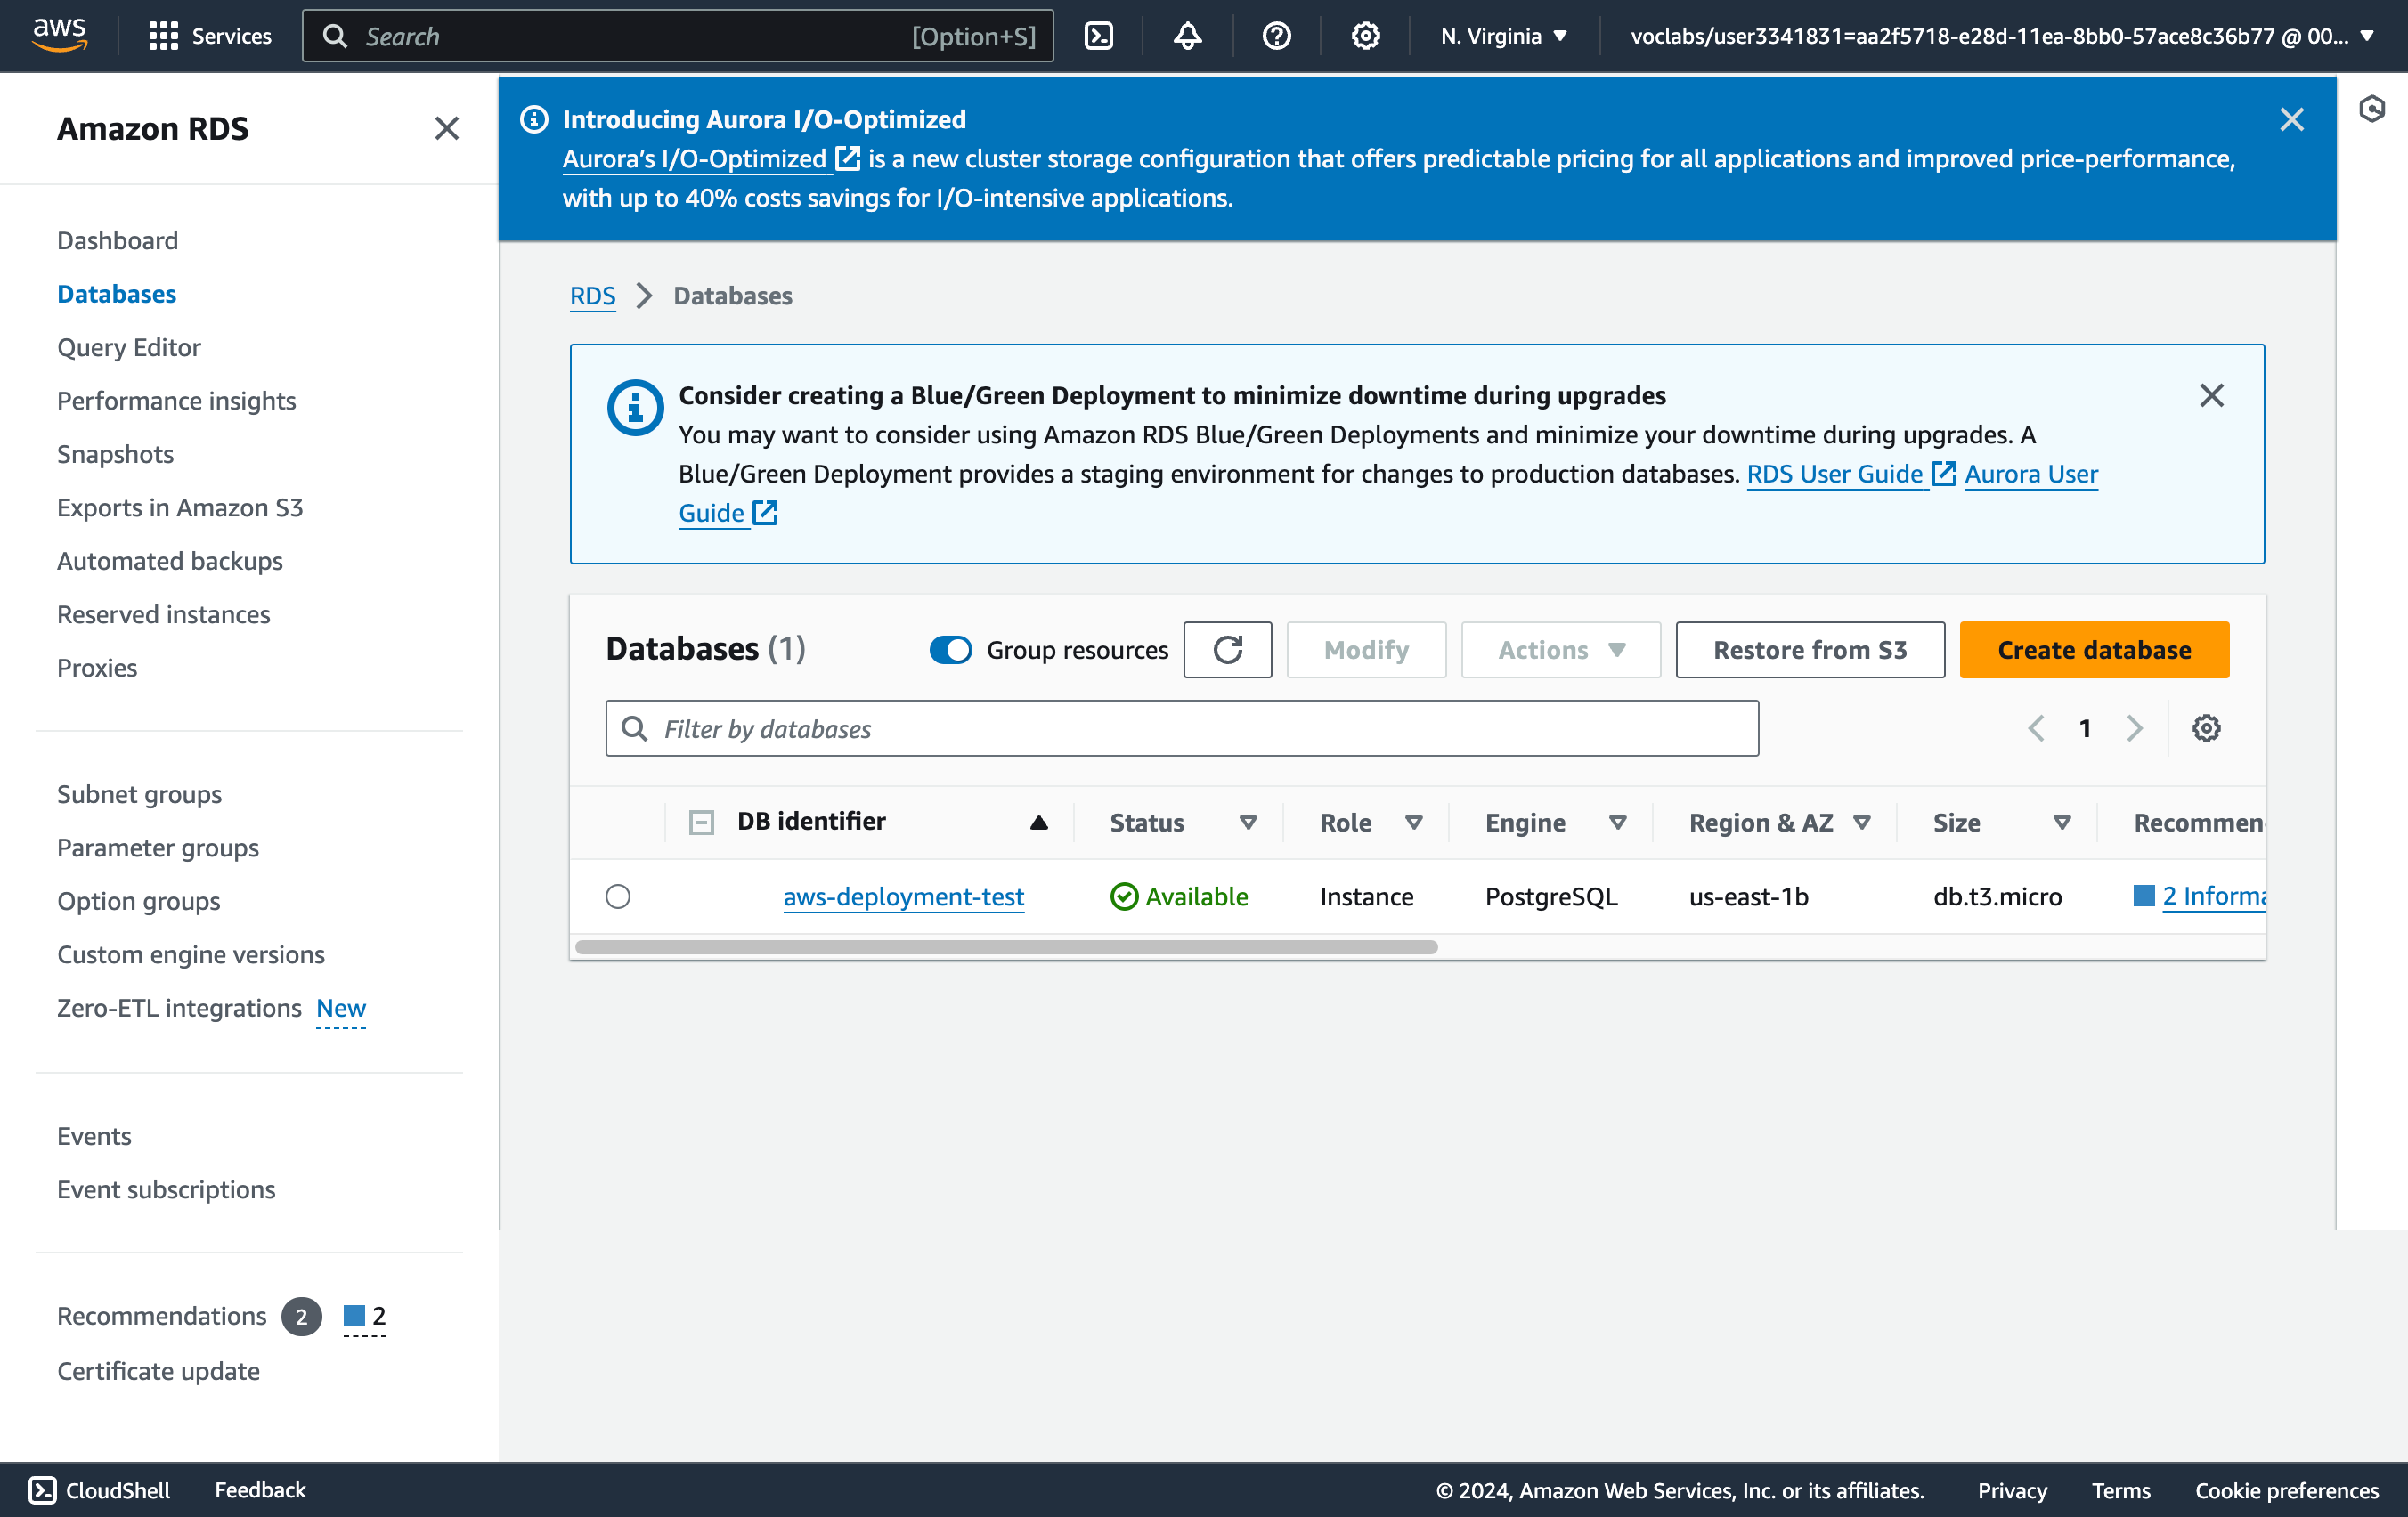 aws
Services
Search
[Option+S]
N. Virginia
voclabs/user3341831=aa2f5718-e28d-11ea-8bb0-57ace8c36b77 @ 00...
Amazon RDS
Dashboard
Databases
Query Editor
Performance insights
Snapshots
Exports in Amazon S3
Automated backups
Reserved instances
Proxies
Subnet groups
Parameter groups
Option groups
Custom engine versions
Zero-ETL integrations New
Events
Event subscriptions
Recommendations 2 2
Certificate update
Introducing Aurora I/O-Optimized
Aurora’s I/O-Optimized is a new cluster storage configuration that offers predictable pricing for all applications and improved price-performance,
with up to 40% costs savings for I/O-intensive applications.
RDS Databases
Consider creating a Blue/Green Deployment to minimize downtime during upgrades
You may want to consider using Amazon RDS Blue/Green Deployments and minimize your downtime during upgrades. A
Blue/Green Deployment provides a staging environment for changes to production databases. RDS User Guide Aurora User
Guide
Databases (1)
Group resources
Modify
Actions
Restore from S3
Create database
Filter by databases
1
DB identifier Status Role Engine Region & AZ Size Recommen
aws-deployment-test Available Instance PostgreSQL us-east-1b db.t3.micro 2 Informa
CloudShell Feedback © 2024, Amazon Web Services, Inc. or its affiliates. Privacy Terms Cookie preferences